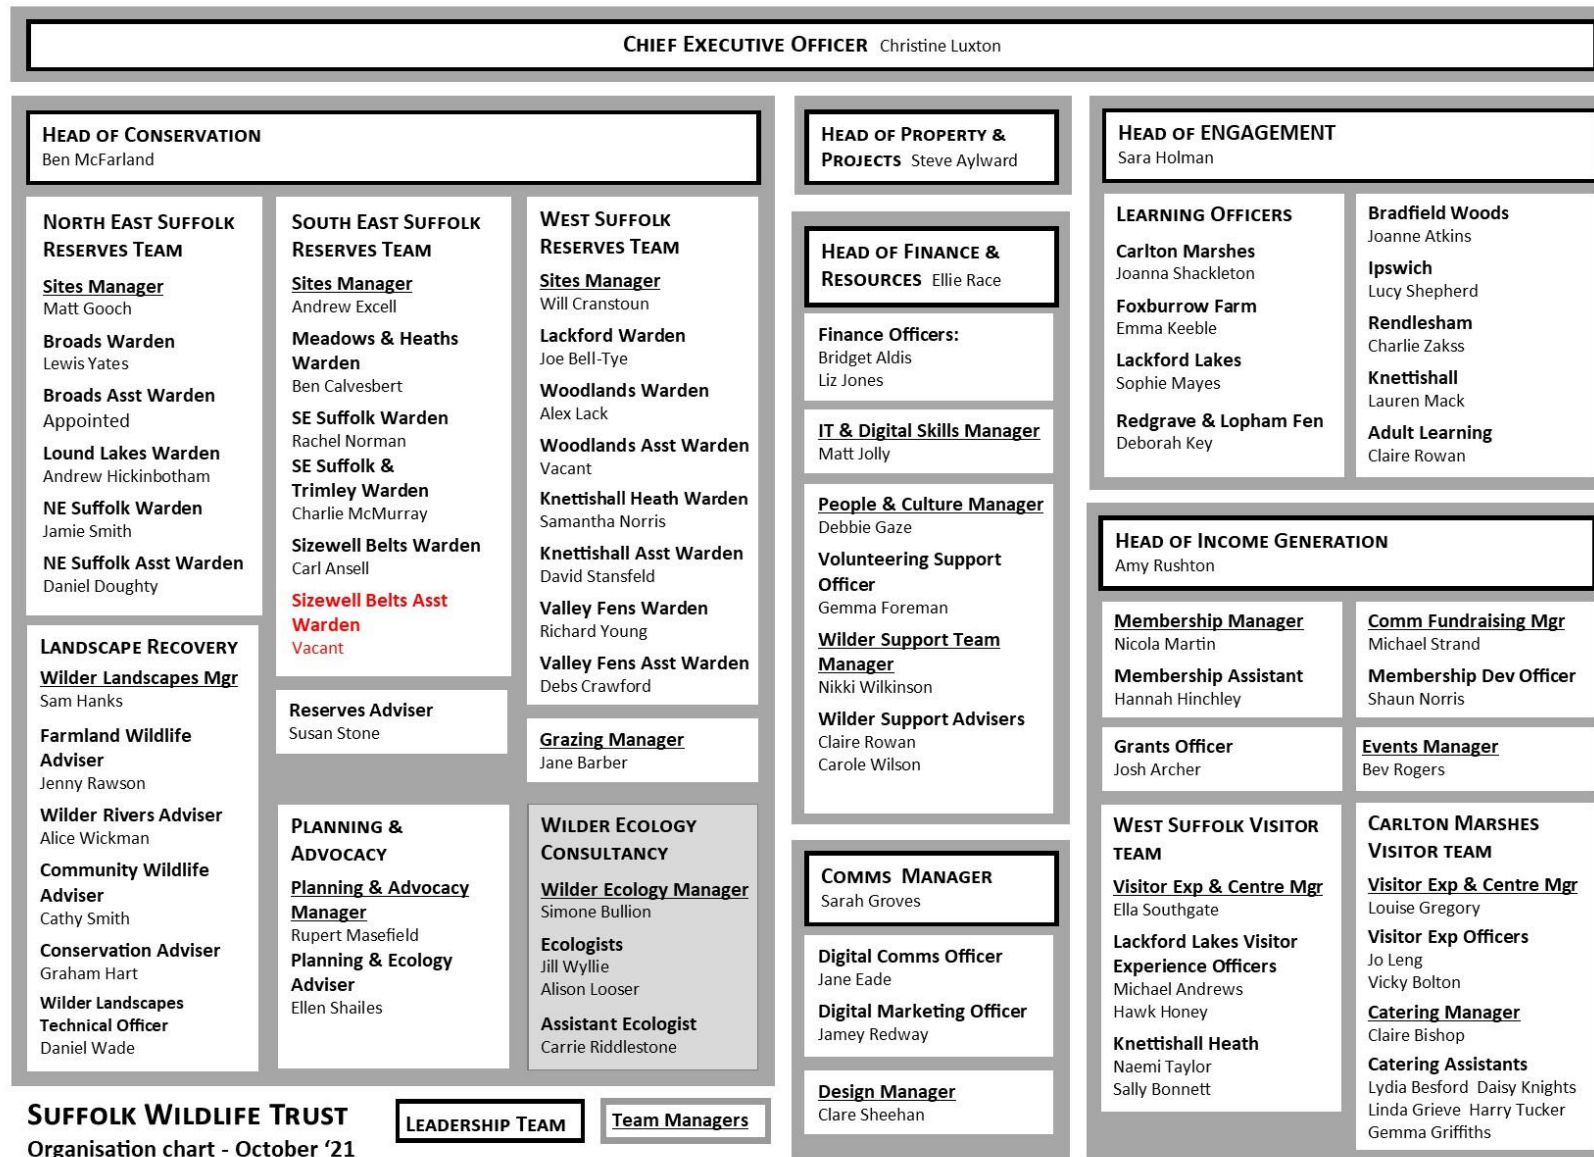 CHIEF EXECUTIVE OFFICER Christine Luxton
HEAD OF CONSERVATION
Ben McFarland
NORTH EAST SUFFOLK
RESERVES TEAM
Sites Manager
Matt Gooch
Broads Warden
Lewis Yates
Broads Asst Warden
Appointed
Lound Lakes Warden
Andrew Hickinbotham
NE Suffolk Warden
Jamie Smith
NE Suffolk Asst Warden
Daniel Doughty
LANDSCAPE RECOVERY
Wilder Landscapes Mgr
Sam Hanks
Farmland Wildlife
Adviser
Jenny Rawson
Wilder Rivers Adviser
Alice Wickman
Community Wildlife
Adviser
Cathy Smith
Conservation Adviser
Graham Hart
Wilder Landscapes
Technical Officer
Daniel Wade
SOUTH EAST SUFFOLK
RESERVES TEAM
Sites Manager
Andrew Excell
Meadows & Heaths
Warden
Ben Calvesbert
SE Suffolk Warden
Rachel Norman
SE Suffolk &
Trimley Warden
Charlie McMurray
Sizewell Belts Warden
Carl Ansell
Sizewell Belts Asst
Warden
Vacant
Reserves Adviser
Susan Stone
PLANNING &
ADVOCACY
Planning & Advocacy
Manager
Rupert Masefield
Planning & Ecology
Adviser
Ellen Shailes
WEST SUFFOLK
RESERVES TEAM
Sites Manager
Will Cranstoun
Lackford Warden
Joe Bell-Tye
Woodlands Warden
Alex Lack
Woodlands Asst Warden
Vacant
Knettishall Heath Warden
Samantha Norris
Knettishall Asst Warden
David Stansfeld
Valley Fens Warden
Richard Young
Valley Fens Asst Warden
Debs Crawford
Grazing Manager
Jane Barber
WILDER ECOLOGY
CONSULTANCY
Wilder Ecology Manager
Simone Bullion
Ecologists
Jill Wyllie
Alison Looser
Assistant Ecologist
Carrie Riddlestone
HEAD OF PROPERTY &
PROJECTS Steve Aylward
HEAD OF FINANCE &
RESOURCES Ellie Race
Finance Officers:
Bridget Aldis
Liz Jones
IT & Digital Skills Manager
Matt Jolly
People & Culture Manager
Debbie Gaze
Volunteering Support
Officer
Gemma Foreman
Wilder Support Team
Manager
Nikki Wilkinson
Wilder Support Advisers
Claire Rowan
Carole Wilson
COMMS MANAGER
Sarah Groves
Digital Comms Officer
Jane Eade
Digital Marketing Officer
Jamey Redway
Design Manager
Clare Sheehan
HEAD OF ENGAGEMENT
Sara Holman
LEARNING OFFICERS
Carlton Marshes
Joanna Shackleton
Foxburrow Farm
Emma Keeble
Lackford Lakes
Sophie Mayes
Redgrave & Lopham Fen
Deborah Key
Bradfield Woods
Joanne Atkins
Ipswich
Lucy Shepherd
Rendlesham
Charlie Zakss
Knettishall
Lauren Mack
Adult Learning
Claire Rowan
HEAD OF INCOME GENERATION
Amy Rushton
Membership Manager
Nicola Martin
Membership Assistant
Hannah Hinchley
Comm Fundraising Mgr
Michael Strand
Membership Dev Officer
Shaun Norris
Grants Officer
Josh Archer
Events Manager
Bev Rogers
WEST SUFFOLK VISITOR
TEAM
Visitor Exp & Centre Mgr
Ella Southgate
Lackford Lakes Visitor
Experience Officers
Michael Andrews
Hawk Honey
Knettishall Heath
Naemi Taylor
Sally Bonnett
CARLTON MARSHES
VISITOR TEAM
Visitor Exp & Centre Mgr
Louise Gregory
Visitor Exp Officers
Jo Leng
Vicky Bolton
Catering Manager
Claire Bishop
Catering Assistants
Lydia Besford Daisy Knights
Linda Grieve Harry Tucker
Gemma Griffiths
SUFFOLK WILDLIFE TRUST
Organisation chart - October '21
LEADERSHIP TEAM
Team Managers